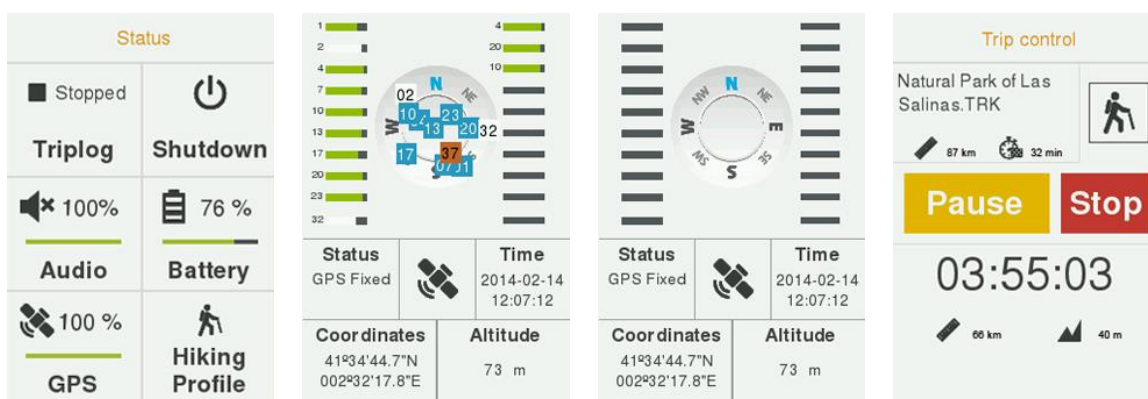 Status
Stopped
Triplog
Shutdown
100%
76 %
Audio
Battery
100 %
GPS
Hiking
Profile
1
2
4
7
10
13
17
20
23
32
4
20
10
N
NE
W
S
02
10
23
13
20
32
17
37
07
01
Status
GPS Fixed
Time
2014-02-14
12:07:12
Coordinates
41º34'44.7"N
002º32'17.8"E
Altitude
73 m
N
NW
NE
W
E
SW
SE
S
Status
GPS Fixed
Time
2014-02-14
12:07:12
Coordinates
41º34'44.7"N
002º32'17.8"E
Altitude
73 m
Trip control
Natural Park of Las
Salinas.TRK
87 km
32 min
Pause
Stop
03:55:03
66 km
40 m